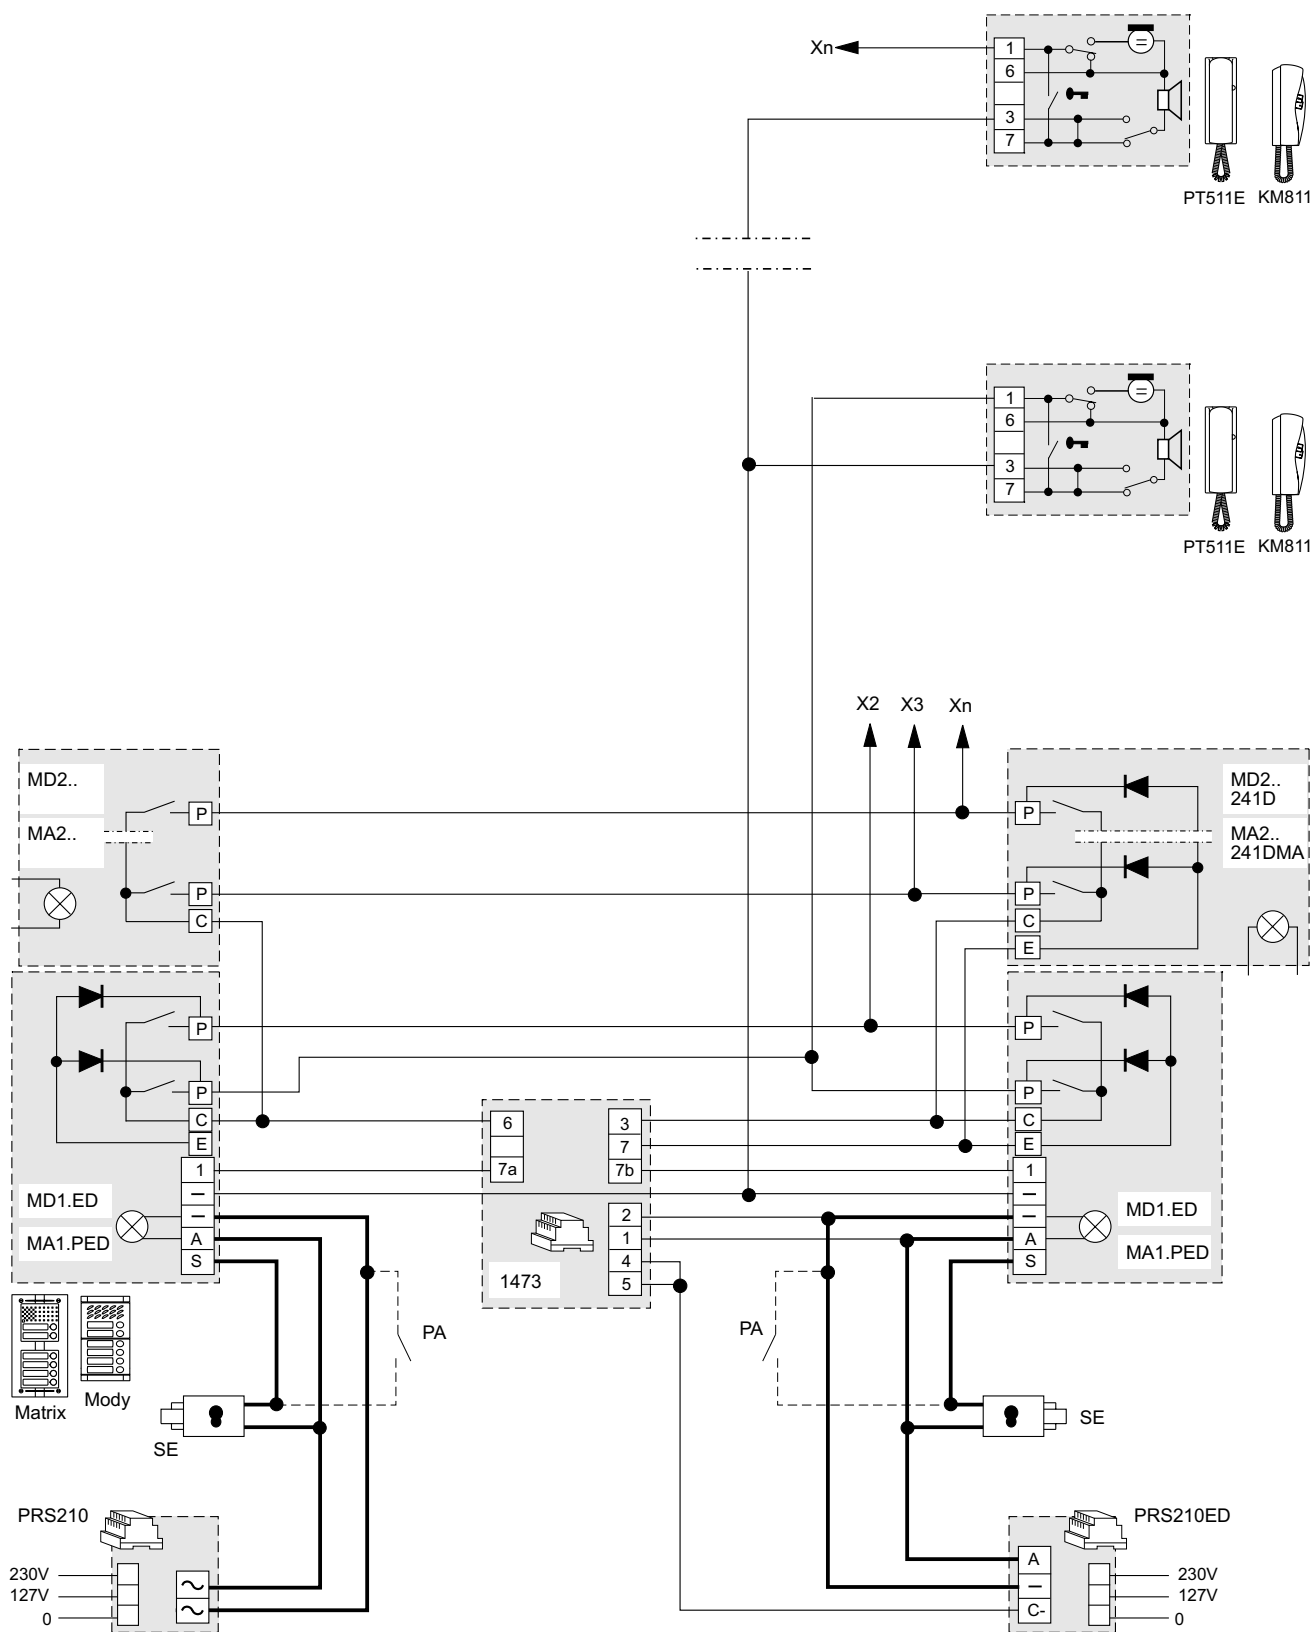 Xn
1
6
3
7
PT511E KM811
1
6
3
7
PT511E KM811
X2 X3 Xn
MD2..
MA2..
P
P
C
P
P
C
E
MD2..
241D
MA2..
241DMA
P
P
C
E
1
–
–
A
S
MD1.ED
MA1.PED
6
7a
3
7
7b
2
1
4
5
1473
P
P
C
E
1
–
–
A
S
MD1.ED
MA1.PED
PA
PA
Matrix
Mody
SE
SE
PRS210
230V
127V
0
~
~
PRS210ED
A
–
C-
230V
127V
0